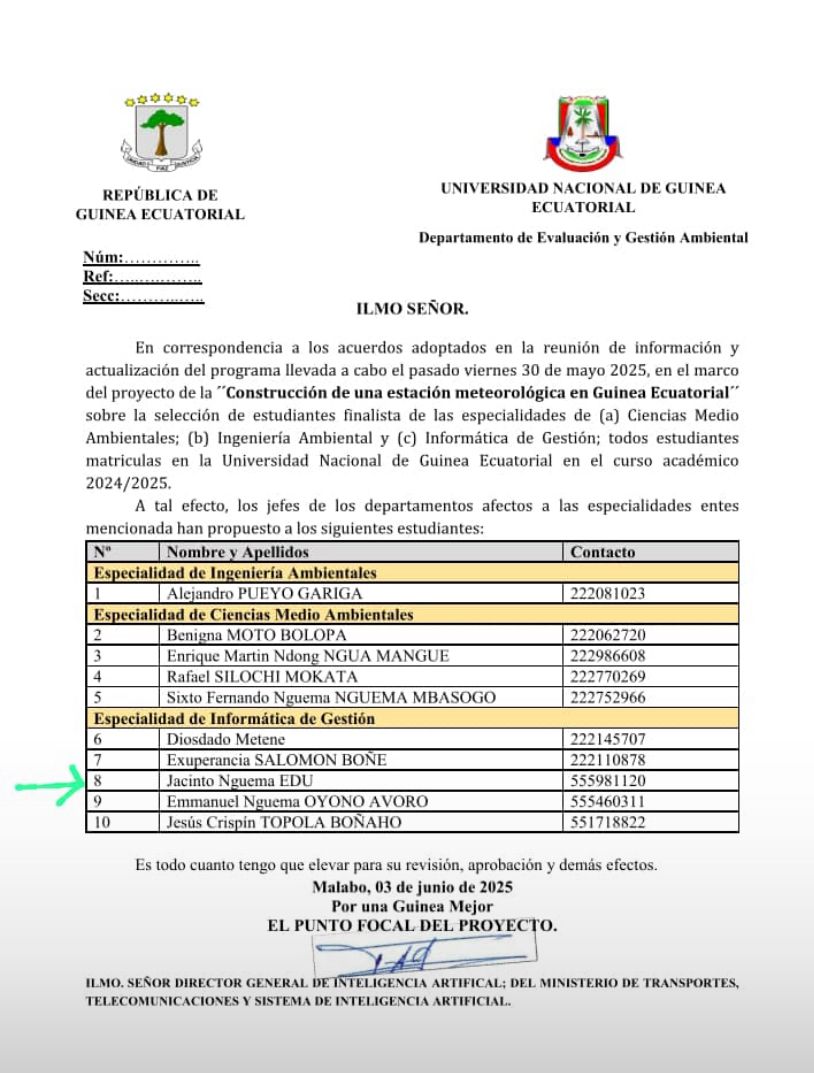 UNIDAD PAZ JUSTICIA
REPÚBLICA DE
GUINEA ECUATORIAL
UNIVERSIDAD NACIONAL DE GUINEA
ECUATORIAL
Departamento de Evaluación y Gestión Ambiental
Núm:…………..
Ref:…..…..……..
Secc:………..…..
ILMO SEÑOR.
En correspondencia a los acuerdos adoptados en la reunión de información y
actualización del programa llevada a cabo el pasado viernes 30 de mayo 2025, en el marco
del proyecto de la ´´Construcción de una estación meteorológica en Guinea Ecuatorial´´
sobre la selección de estudiantes finalista de las especialidades de (a) Ciencias Medio
Ambientales; (b) Ingeniería Ambiental y (c) Informática de Gestión; todos estudiantes
matriculas en la Universidad Nacional de Guinea Ecuatorial en el curso académico
2024/2025.
A tal efecto, los jefes de los departamentos afectos a las especialidades entes
mencionada han propuesto a los siguientes estudiantes:
Nº Nombre y Apellidos Contacto
Especialidad de Ingeniería Ambientales
1 Alejandro PUEYO GARIGA 222081023
Especialidad de Ciencias Medio Ambientales
2 Benigna MOTO BOLOPA 222062720
3 Enrique Martin Ndong NGUA MANGUE 222986608
4 Rafael SILOCHI MOKATA 222770269
5 Sixto Fernando Nguema NGUEMA MBASOGO 222752966
Especialidad de Informática de Gestión
6 Diosdado Metene 222145707
7 Exuperancia SALOMON BOÑE 222110878
8 Jacinto Nguema EDU 555981120
9 Emmanuel Nguema OYONO AVORO 555460311
10 Jesús Crispín TOPOLA BOÑAHO 551718822
Es todo cuanto tengo que elevar para su revisión, aprobación y demás efectos.
Malabo, 03 de junio de 2025
Por una Guinea Mejor
EL PUNTO FOCAL DEL PROYECTO.
ILMO. SEÑOR DIRECTOR GENERAL DE INTELIGENCIA ARTIFICAL; DEL MINISTERIO DE TRANSPORTES,
TELECOMUNICACIONES Y SISTEMA DE INTELIGENCIA ARTIFICIAL.